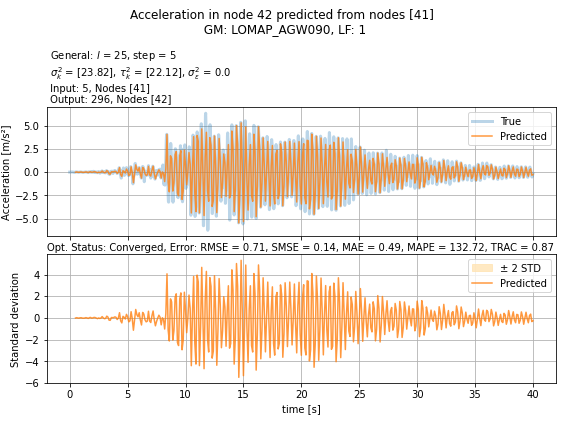 Acceleration in node 42 predicted from nodes [41]
GM: LOMAP_AGW090, LF: 1
General: l = 25, step = 5
σ_k² = [23.82], τ_k² = [22.12], σ_ε² = 0.0
Input: 5, Nodes [41]
Output: 296, Nodes [42]
Acceleration [m/s²]
5.0
2.5
0.0
−2.5
−5.0
True
Predicted
Opt. Status: Converged, Error: RMSE = 0.71, SMSE = 0.14, MAE = 0.49, MAPE = 132.72, TRAC = 0.87
Standard deviation
4
2
0
−2
−4
−6
± 2 STD
Predicted
0 5 10 15 20 25 30 35 40
time [s]